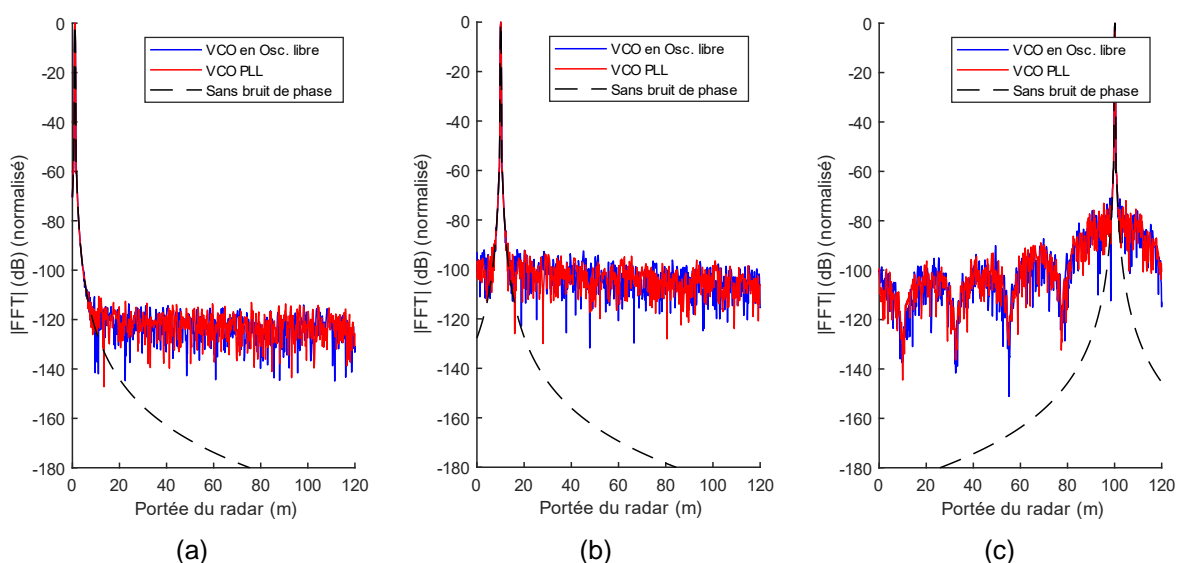 0
-20
-40
-60
-80
-100
-120
-140
-160
-180
|FFT| (dB) (normalisé)
VCO en Osc. libre
VCO PLL
Sans bruit de phase
0 20 40 60 80 100 120
Portée du radar (m)
(a)
0
-20
-40
-60
-80
-100
-120
-140
-160
-180
|FFT| (dB) (normalisé)
VCO en Osc. libre
VCO PLL
Sans bruit de phase
0 20 40 60 80 100 120
Portée du radar (m)
(b)
0
-20
-40
-60
-80
-100
-120
-140
-160
-180
|FFT| (dB) (normalisé)
VCO en Osc. libre
VCO PLL
Sans bruit de phase
0 20 40 60 80 100 120
Portée du radar (m)
(c)